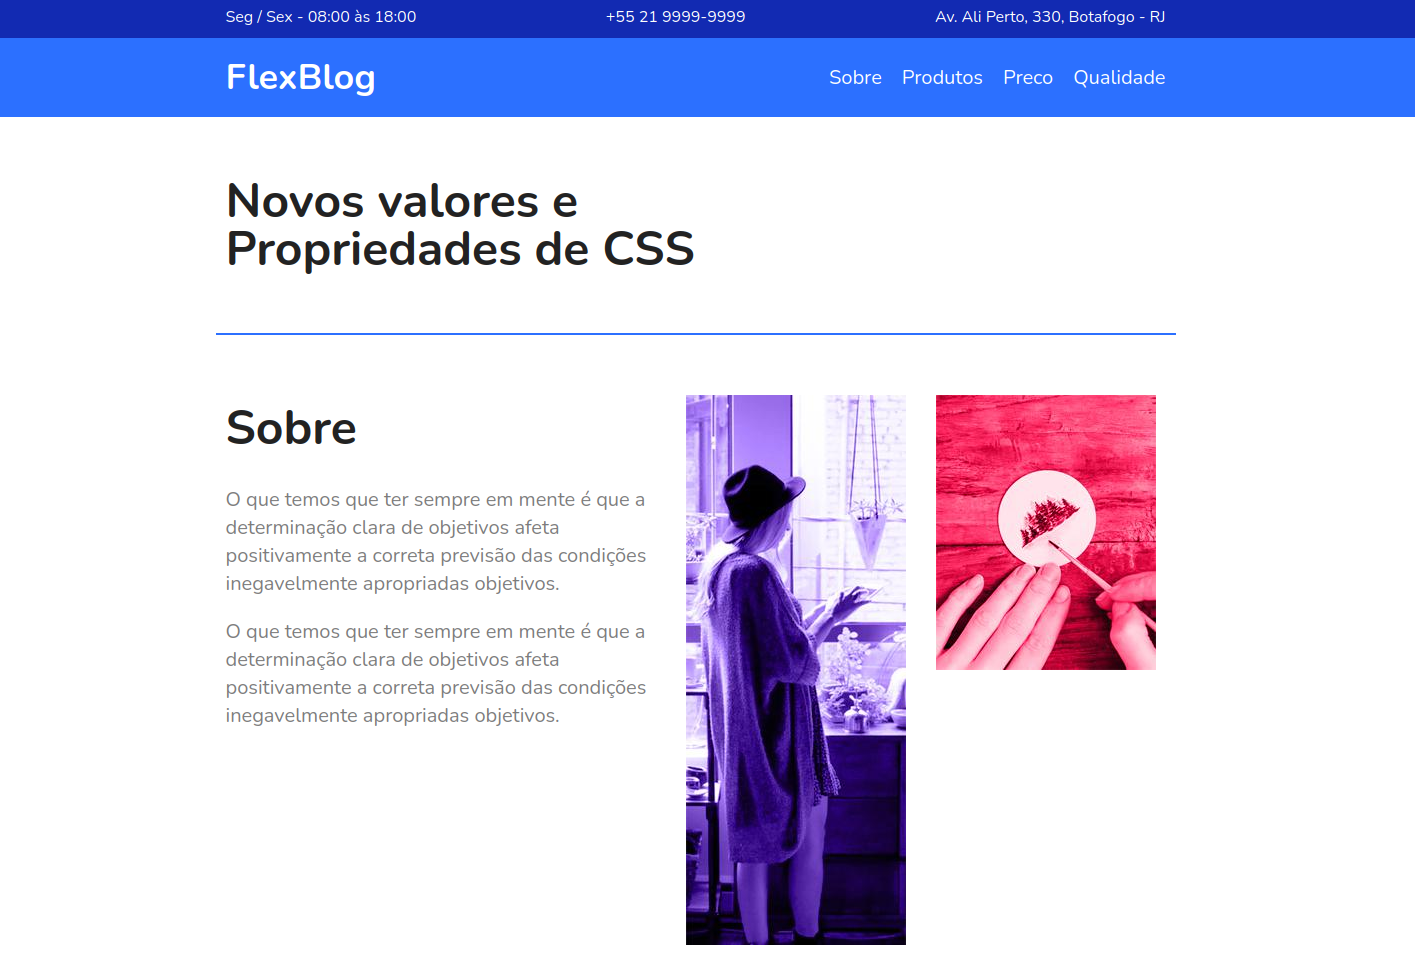 Seg / Sex - 08:00 às 18:00
+55 21 9999-9999
Av. Ali Perto, 330, Botafogo - RJ
FlexBlog
Sobre
Produtos
Preco
Qualidade
Novos valores e
Propriedades de CSS
Sobre
O que temos que ter sempre em mente é que a
determinação clara de objetivos afeta
positivamente a correta previsão das condições
inegavelmente apropriadas objetivos.
O que temos que ter sempre em mente é que a
determinação clara de objetivos afeta
positivamente a correta previsão das condições
inegavelmente apropriadas objetivos.